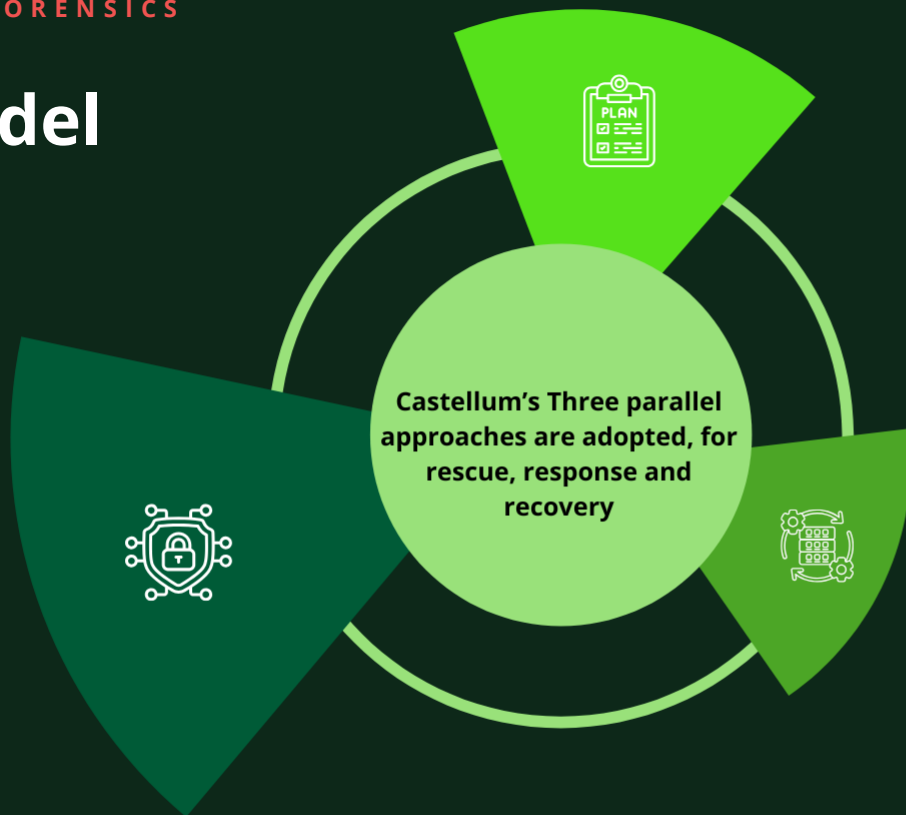 ORENSICS
del
PLAN
Castellum’s Three parallel
approaches are adopted, for
rescue, response and
recovery